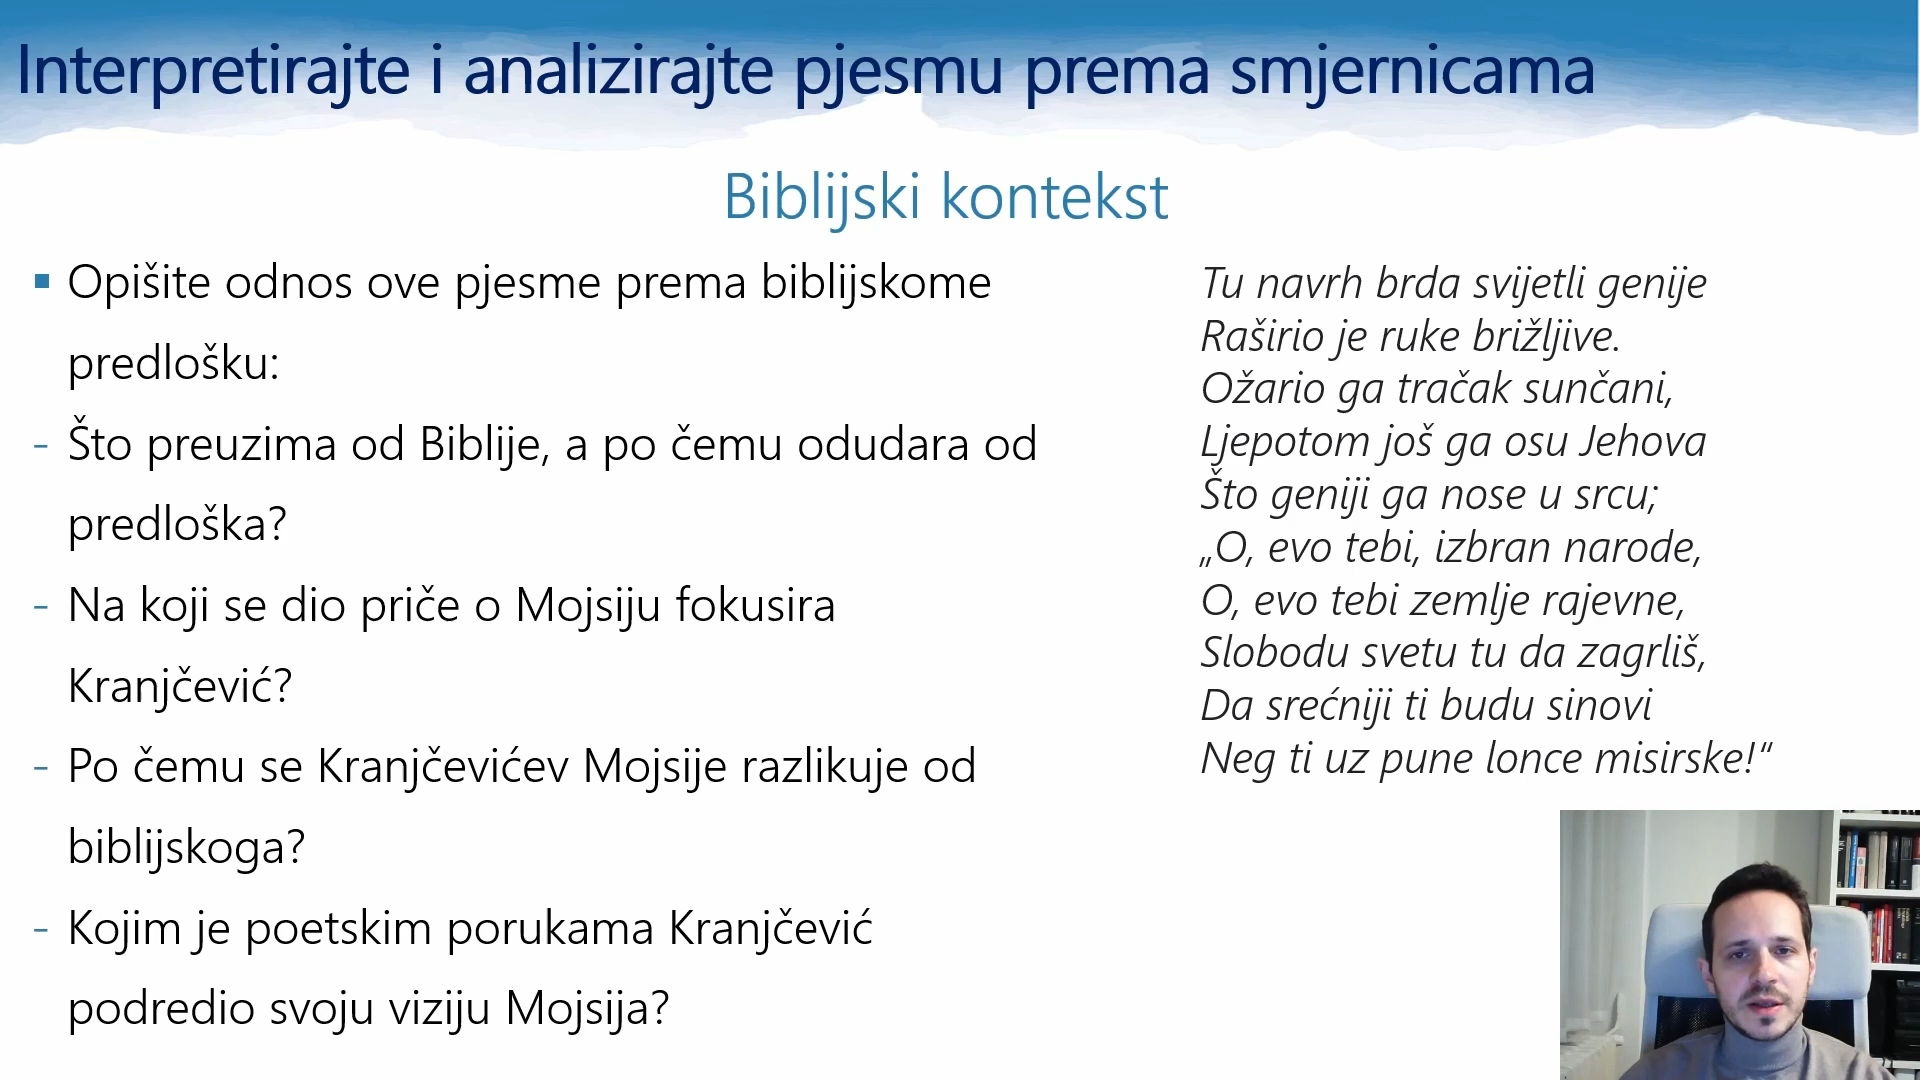 Interpretirajte i analizirajte pjesmu prema smjernicama
Biblijski kontekst
▪ Opišite odnos ove pjesme prema biblijskome
predlošku:
- Što preuzima od Biblije, a po čemu odudara od
predloška?
- Na koji se dio priče o Mojsiju fokusira
Kranjčević?
- Po čemu se Kranjčevićev Mojsije razlikuje od
biblijskoga?
- Kojim je poetskim porukama Kranjčević
podredio svoju viziju Mojsija?
Tu navrh brda svijetli genije
Raširio je ruke brižljive.
Ožario ga tračak sunčani,
Ljepotom još ga osu Jehova
Što geniji ga nose u srcu;
„O, evo tebi, izbran narode,
O, evo tebi zemlje rajevne,
Slobodu svetu tu da zagrliš,
Da srećniji ti budu sinovi
Neg ti uz pune lonce misirske!“